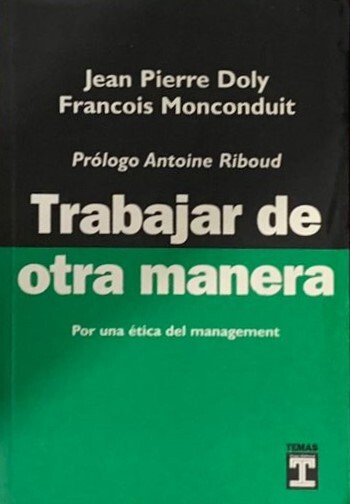 Jean Pierre Doly
Francois Monconduit
Prólogo Antoine Riboud
Trabajar de
otra manera
Por una ética del management
TEMAS
T